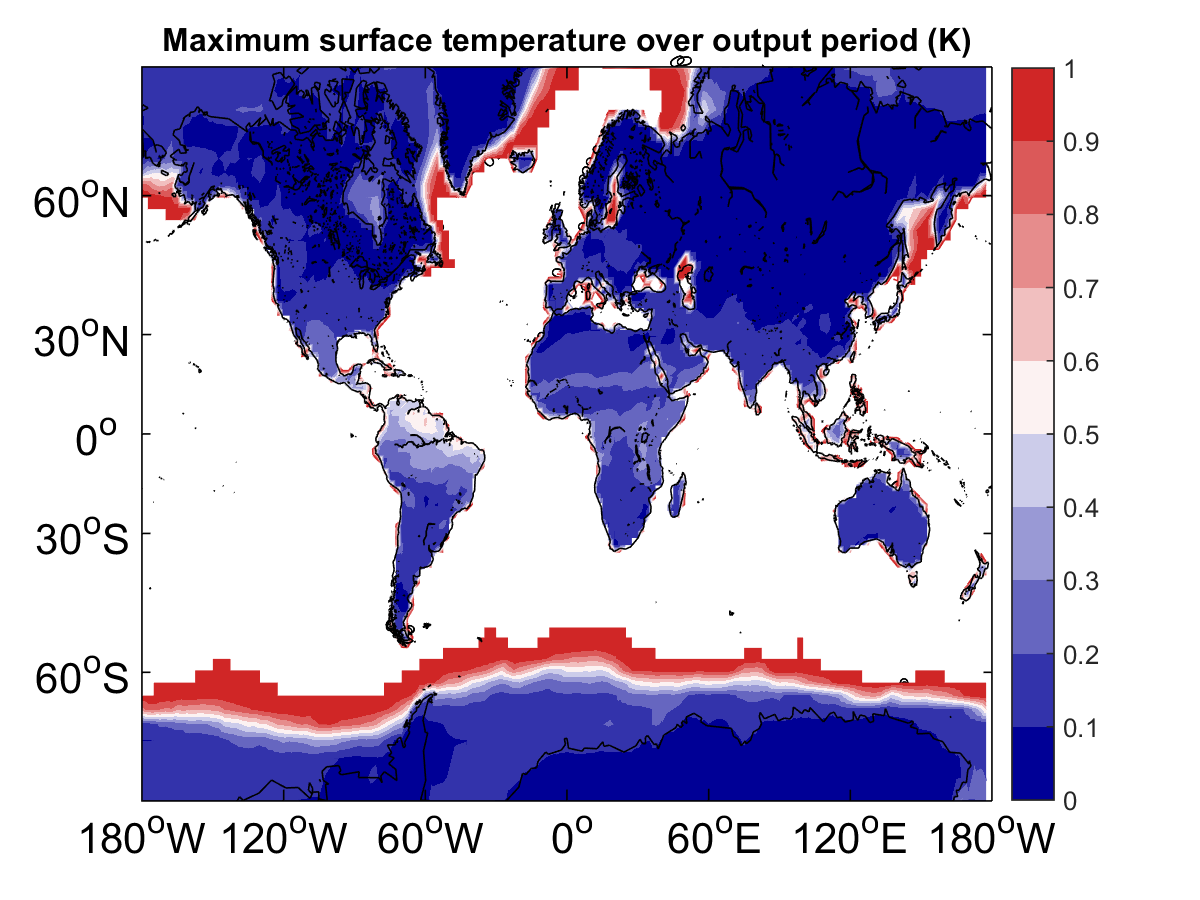 Maximum surface temperature over output period (K)
60°N
30°N
0°
30°S
60°S
180°W 120°W 60°W 0° 60°E 120°E 180°W
1
0.9
0.8
0.7
0.6
0.5
0.4
0.3
0.2
0.1
0